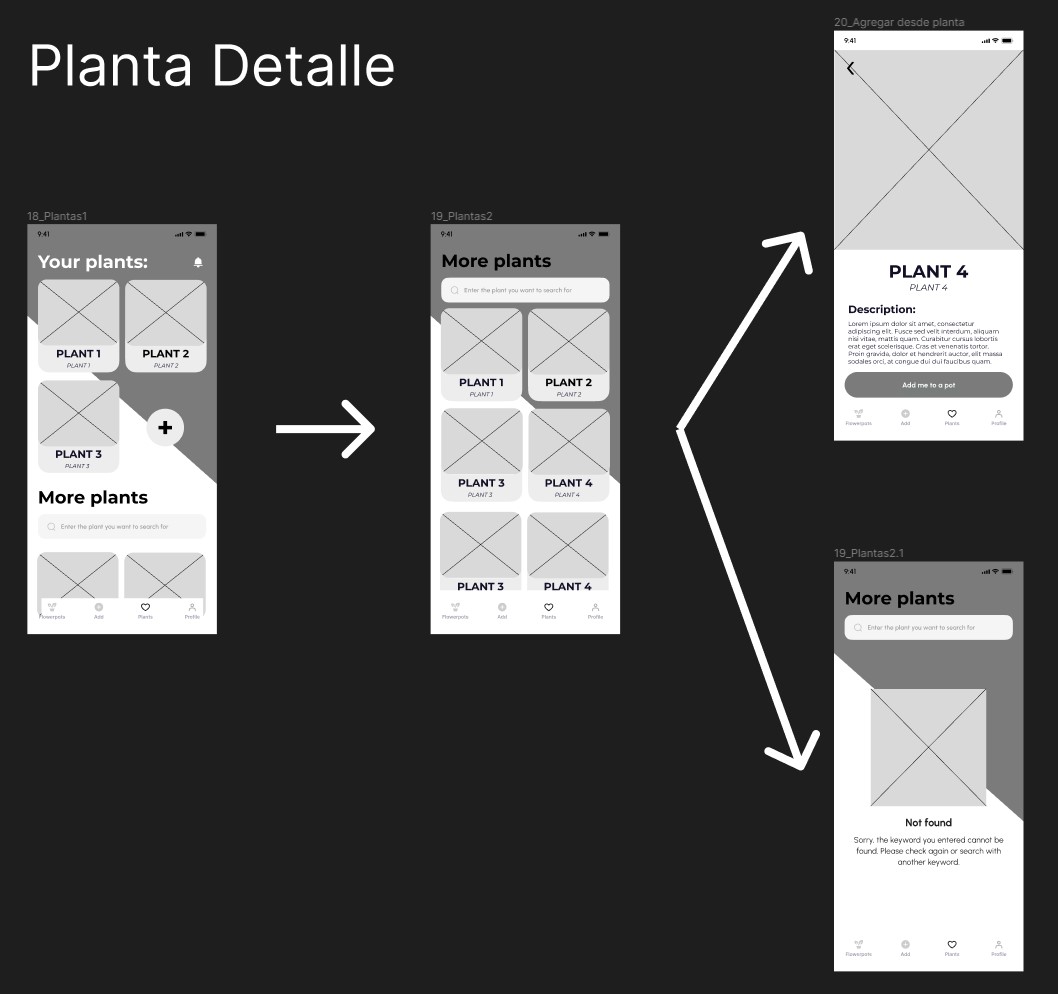 Planta Detalle
20_Agregar desde planta
9:41
PLANT 4
PLANT 4
Description:
Lorem ipsum dolor sit amet, consectetur
adipiscing elit. Fusce sed velit interdum, aliquam
nisi vitae, mattis quam. Curabitur cursus lobortis
erat eget scelerisque. Cras et venenatis tortor.
Proin gravida, dolor et hendrerit auctor, elit massa
sodales orci, at congue dui dui faucibus quam.
Add me to a pot
Flowerpots Add Plants Profile
18_Plantas1
9:41
Your plants:
PLANT 1 PLANT 2
PLANT 1 PLANT 2
PLANT 3
PLANT 3
More plants
Enter the plant you want to search for
Flowerpots Add Plants Profile
19_Plantas2
9:41
More plants
Enter the plant you want to search for
PLANT 1 PLANT 2
PLANT 1 PLANT 2
PLANT 3 PLANT 4
PLANT 3 PLANT 4
PLANT 3 PLANT 4
Flowerpots Add Plants Profile
19_Plantas2.1
9:41
More plants
Enter the plant you want to search for
Not found
Sorry, the keyword you entered cannot be
found. Please check again or search with
another keyword.
Flowerpots Add Plants Profile